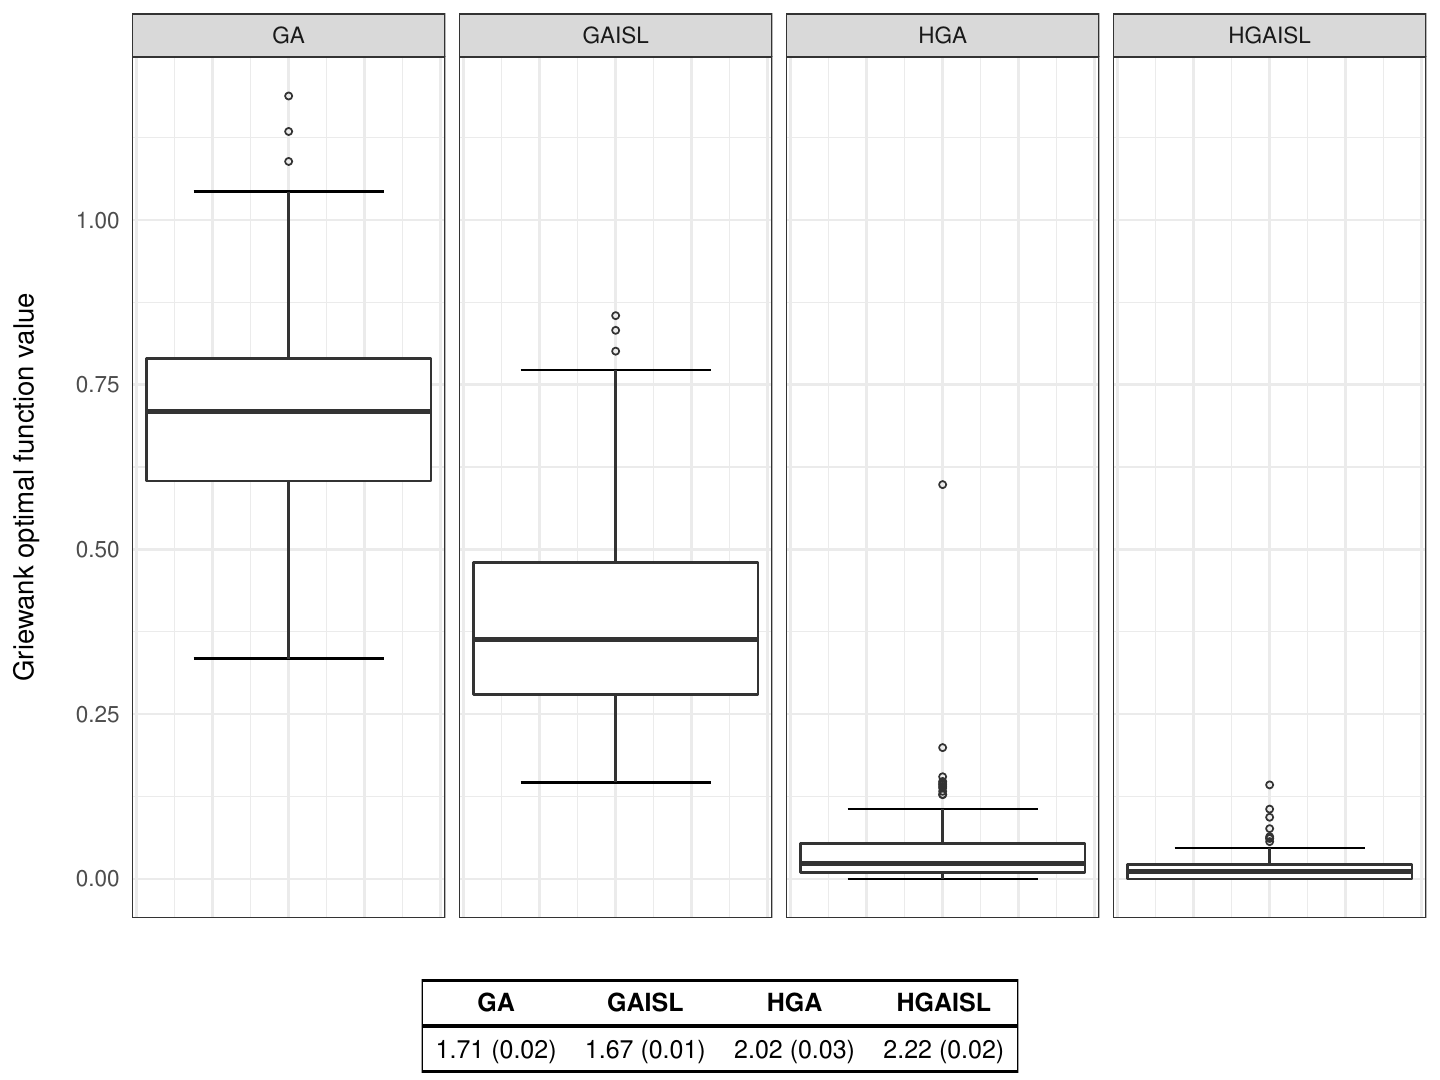 GA GAISL HGA HGAISL
Griewank optimal function value
1.00
0.75
0.50
0.25
0.00
GA GAISL HGA HGAISL
1.71 (0.02) 1.67 (0.01) 2.02 (0.03) 2.22 (0.02)